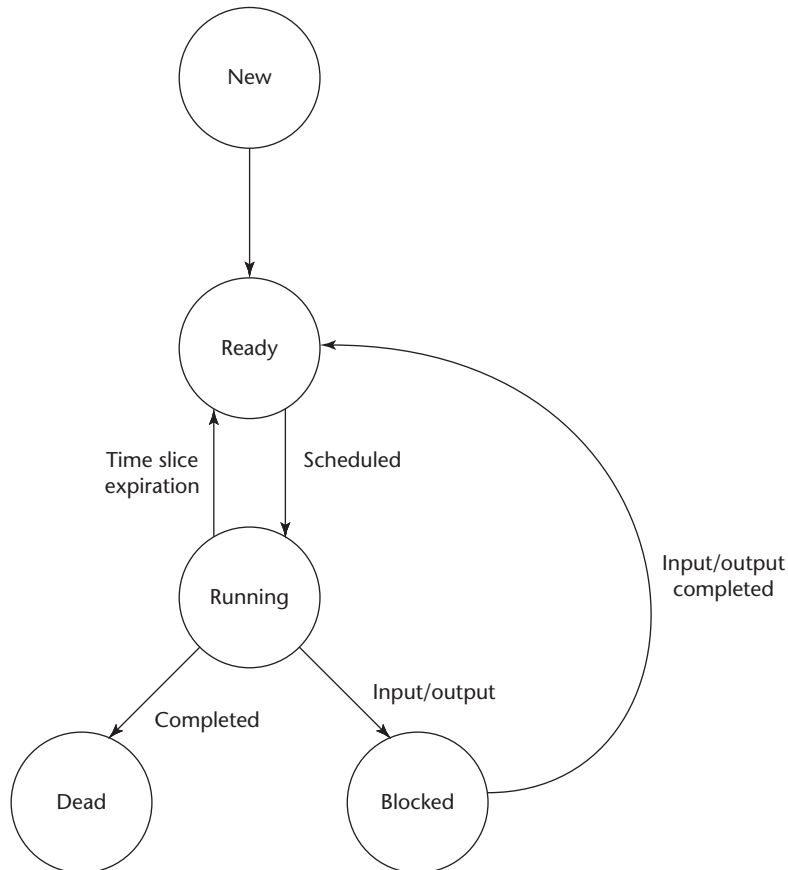 New
Ready
Time slice
expiration
Scheduled
Running
Input/output
completed
Completed
Input/output
Dead
Blocked